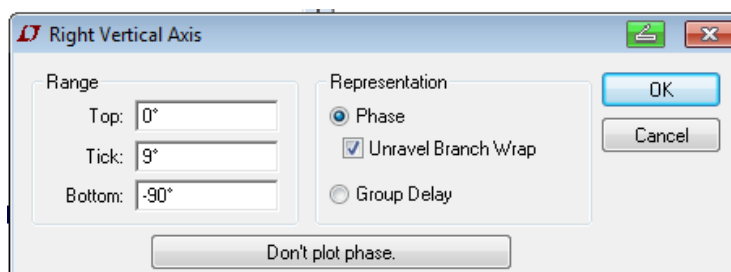 Right Vertical Axis
Range
Top: 0°
Tick: 9°
Bottom: -90°
Representation
Phase
Unravel Branch Wrap
Group Delay
OK
Cancel
Don't plot phase.